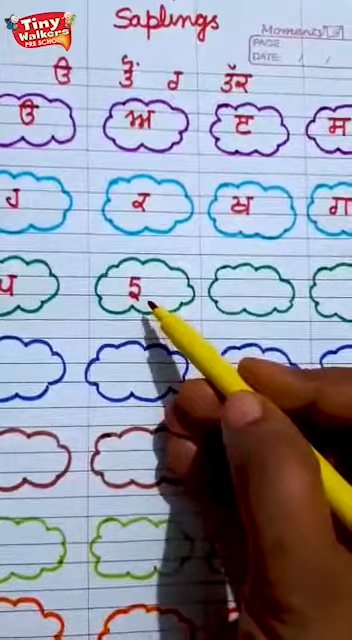 Tiny
Walkers
PRE SCHOOL
Saplings
Moments
PAGE:
DATE: / /
ੳ ਤੋਂ ਹ ਤੱਕ
ੳ ਅ ੲ ਸ
ਹ ਕ ਖ ਗ
ਘ ਙ